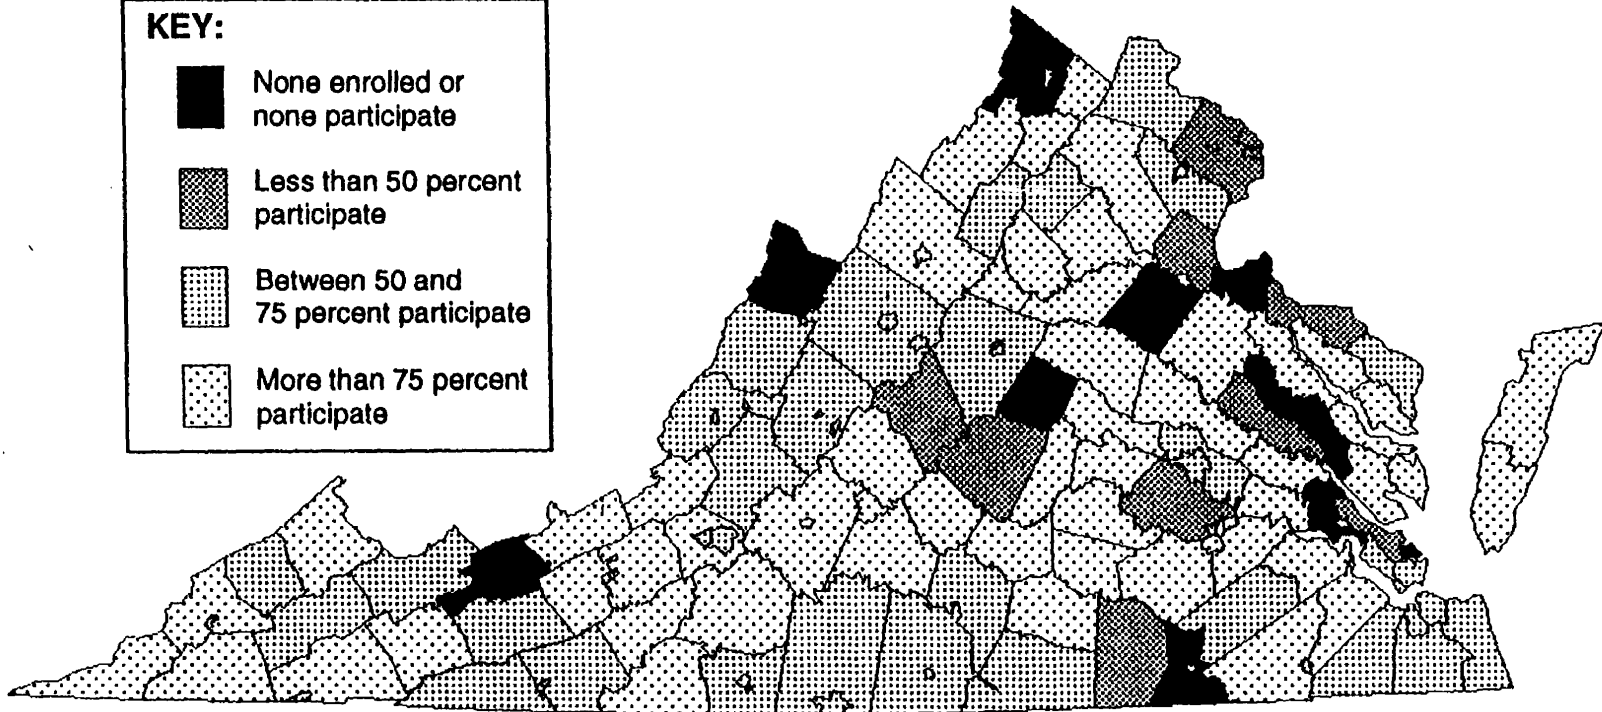 KEY:
None enrolled or
none participate
Less than 50 percent
participate
Between 50 and
75 percent participate
More than 75 percent
participate